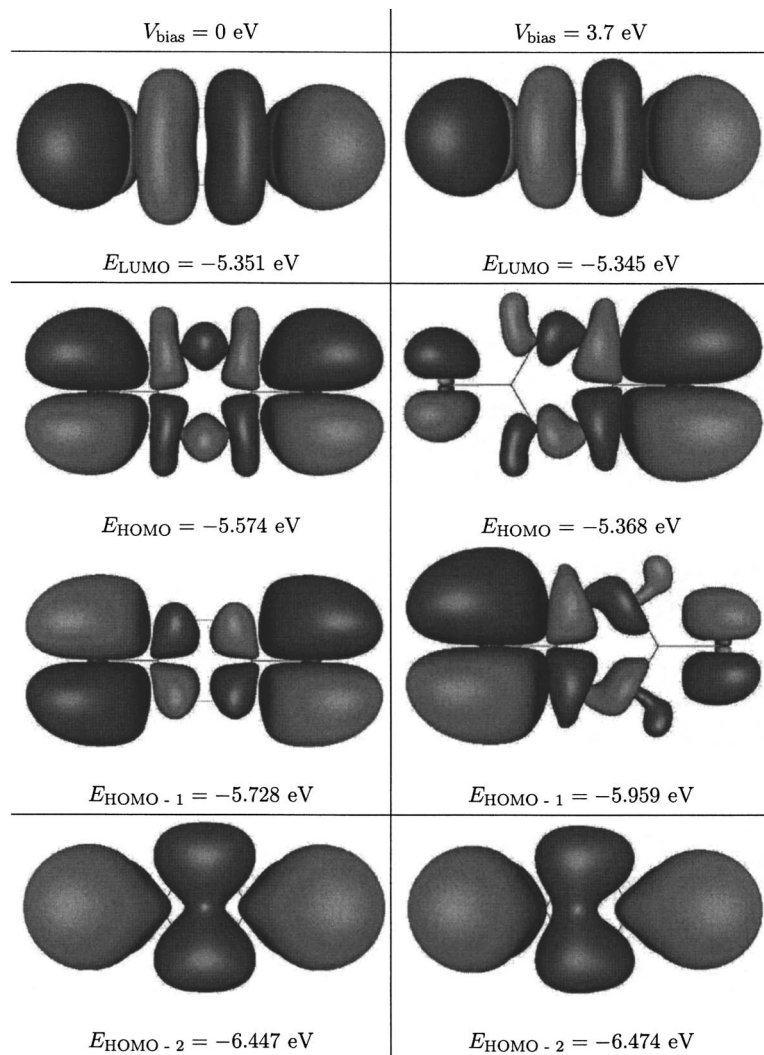 V_bias = 0 eV V_bias = 3.7 eV
E_LUMO = −5.351 eV E_LUMO = −5.345 eV
E_HOMO = −5.574 eV E_HOMO = −5.368 eV
E_HOMO - 1 = −5.728 eV E_HOMO - 1 = −5.959 eV
E_HOMO - 2 = −6.447 eV E_HOMO - 2 = −6.474 eV